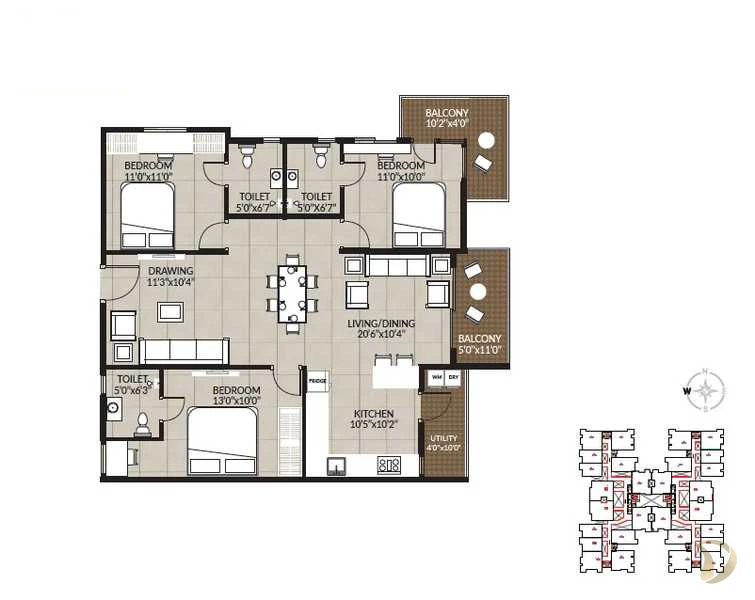 BALCONY
10'2"x4'0"
BEDROOM
11'0"x11'0"
BEDROOM
11'0"x10'0"
TOILET
5'0"x6'7"
TOILET
5'0"X6'7"
DRAWING
11'3"x10'4"
LIVING/DINING
20'6"x10'4"
BALCONY
5'0"x11'0"
TOILET
5'0"x6'3"
BEDROOM
13'0"x10'0"
FRIDGE
WM DRY
KITCHEN
10'5"x10'2"
UTILITY
4'0"x10'0"
N
W
E
S